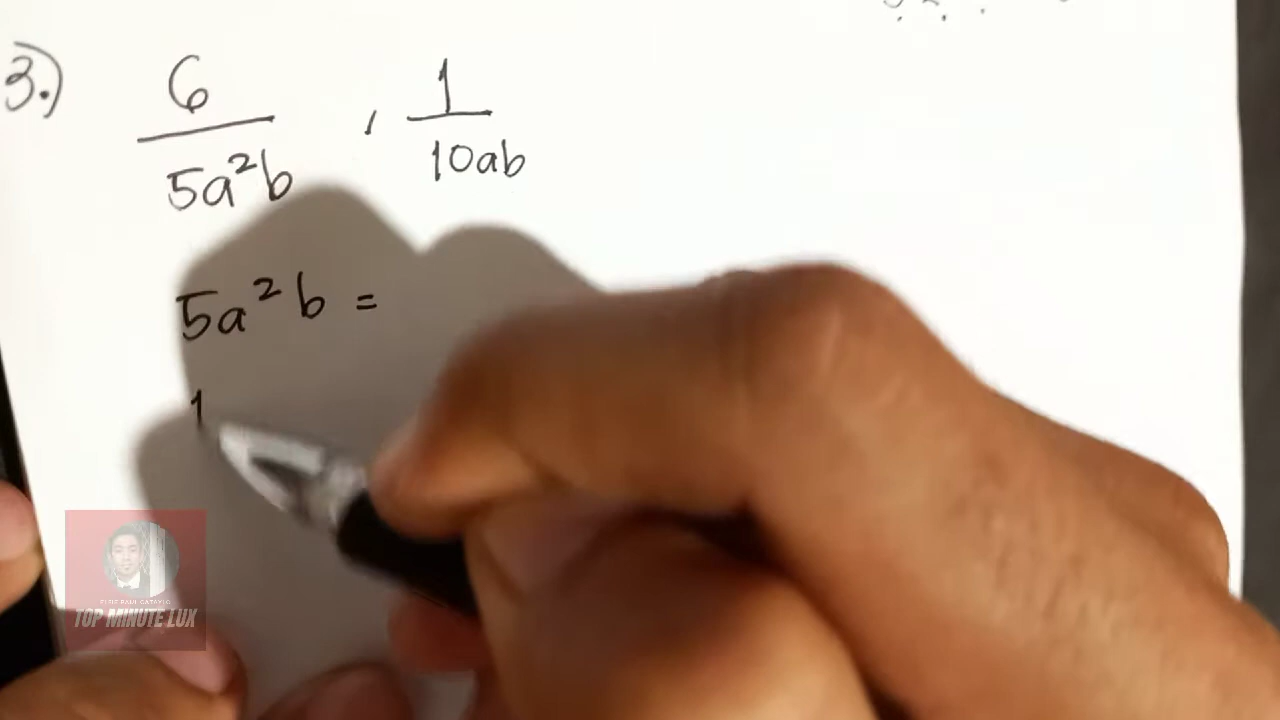 3.) 6/5a²b , 1/10ab
5a²b =
1
TOP MINUTE LUX